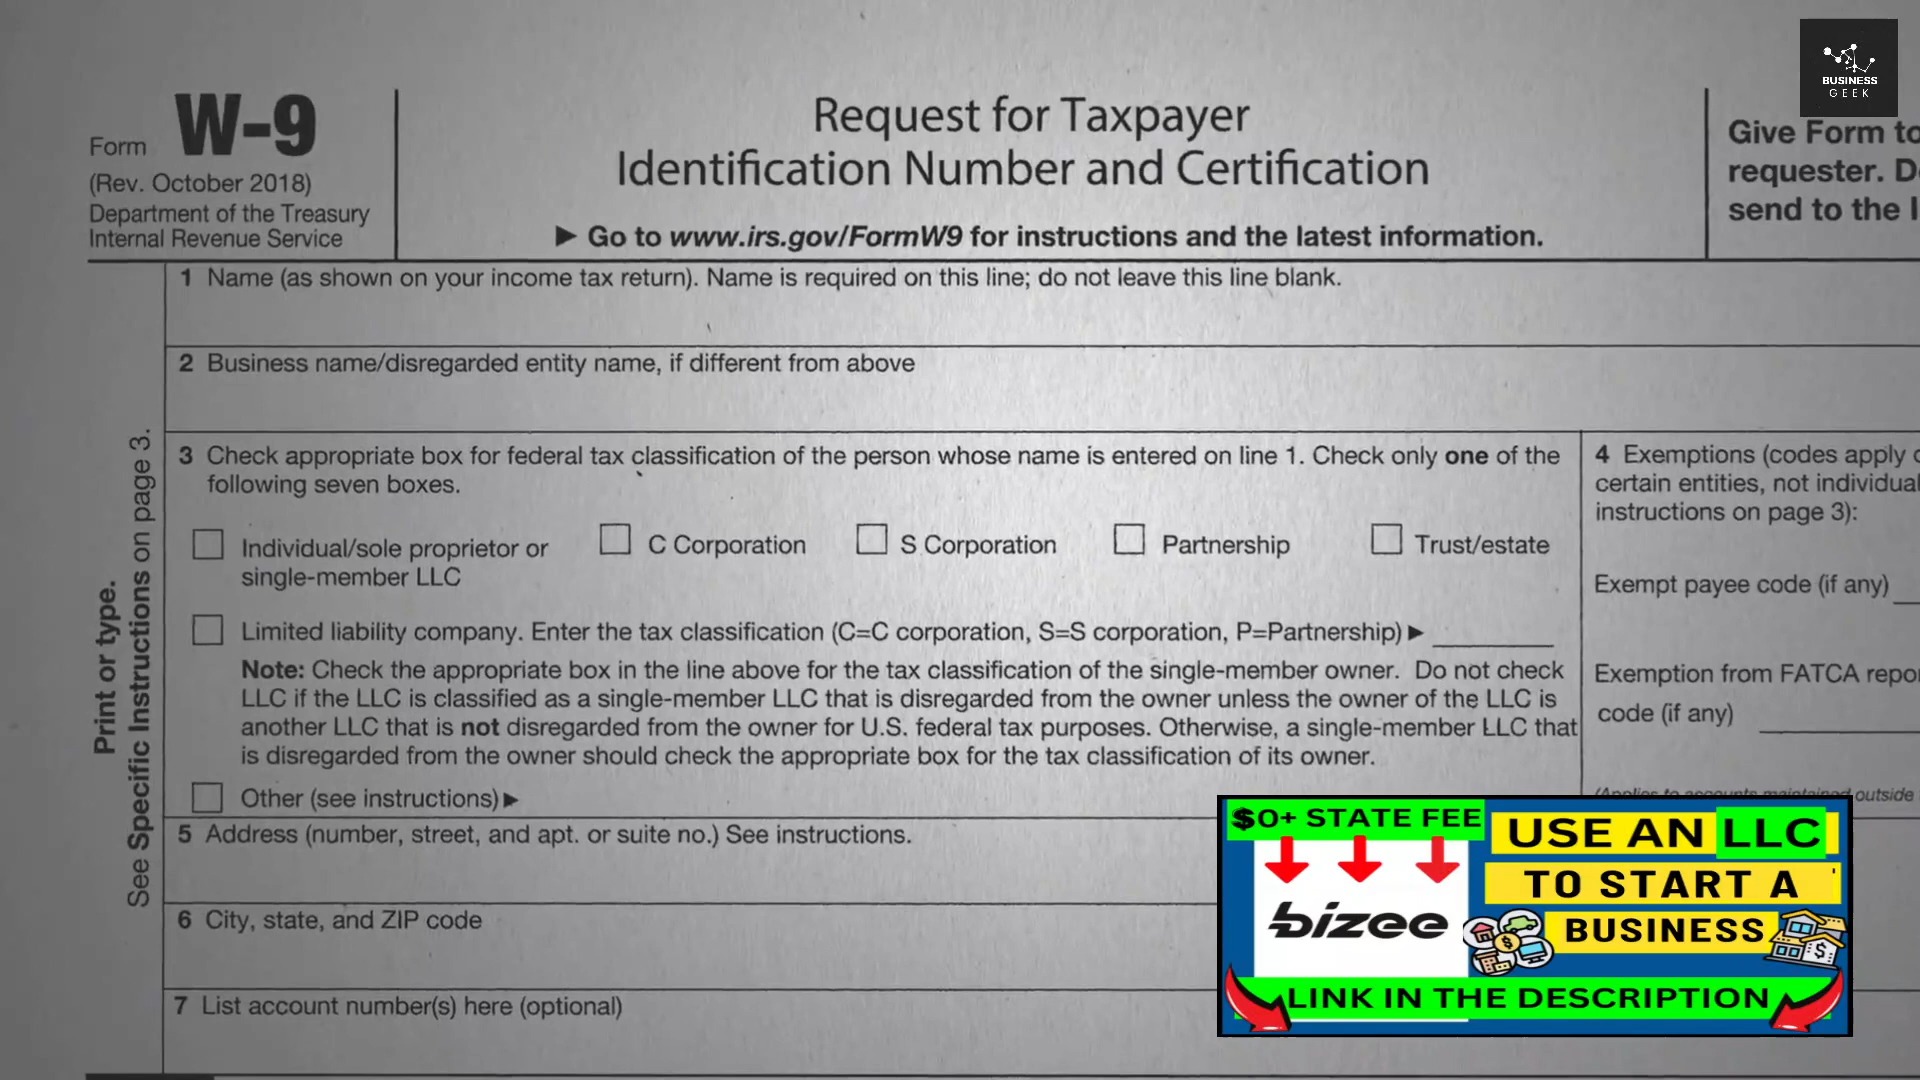 BUSINESS
GEEK
Form W-9
(Rev. October 2018)
Department of the Treasury
Internal Revenue Service
Request for Taxpayer
Identification Number and Certification
▶ Go to www.irs.gov/FormW9 for instructions and the latest information.
Give Form to
requester. D
send to the
Print or type.
See Specific Instructions on page 3.
1 Name (as shown on your income tax return). Name is required on this line; do not leave this line blank.
2 Business name/disregarded entity name, if different from above
3 Check appropriate box for federal tax classification of the person whose name is entered on line 1. Check only one of the
following seven boxes.
Individual/sole proprietor or
single-member LLC
C Corporation
S Corporation
Partnership
Trust/estate
Limited liability company. Enter the tax classification (C=C corporation, S=S corporation, P=Partnership) ▶
Note: Check the appropriate box in the line above for the tax classification of the single-member owner. Do not check
LLC if the LLC is classified as a single-member LLC that is disregarded from the owner unless the owner of the LLC is
another LLC that is not disregarded from the owner for U.S. federal tax purposes. Otherwise, a single-member LLC that
is disregarded from the owner should check the appropriate box for the tax classification of its owner.
Other (see instructions) ▶
4 Exemptions (codes apply
certain entities, not individual
instructions on page 3):
Exempt payee code (if any)
Exemption from FATCA repo
code (if any)
(Applies to accounts maintained outside
5 Address (number, street, and apt. or suite no.) See instructions.
6 City, state, and ZIP code
7 List account number(s) here (optional)
$0+ STATE FEE
bizee
USE AN LLC
TO START A
BUSINESS
LINK IN THE DESCRIPTION